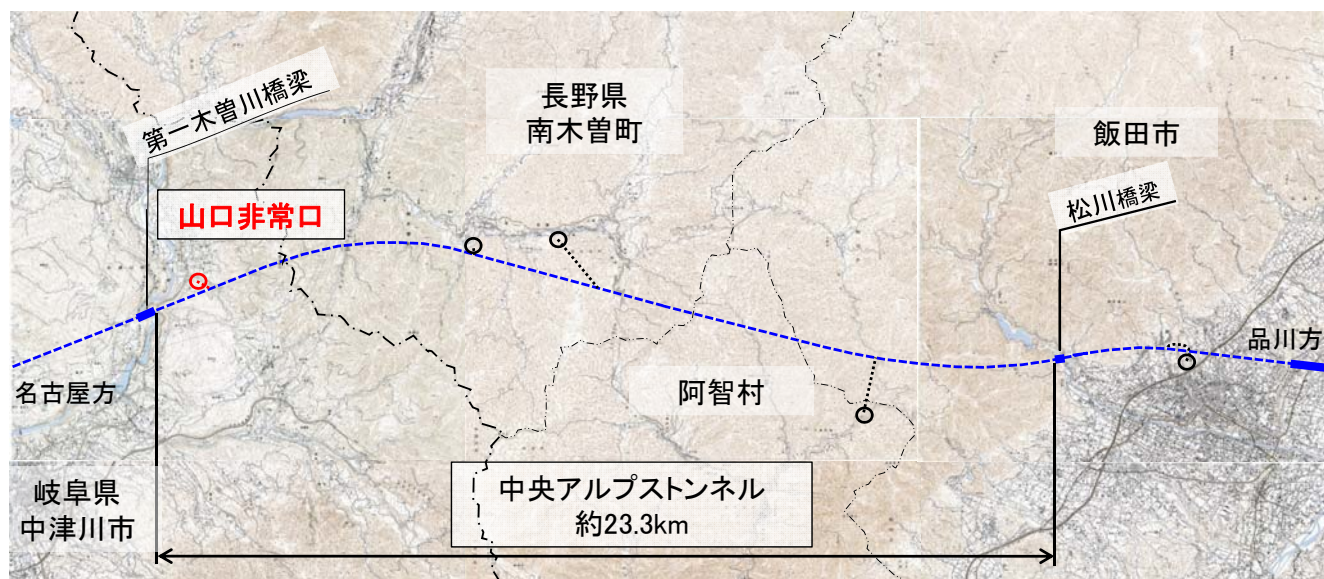 第一木曽川橋梁
長野県
南木曽町
飯田市
山口非常口
松川橋梁
品川方
名古屋方
阿智村
岐阜県
中津川市
中央アルプストンネル
約23.3km